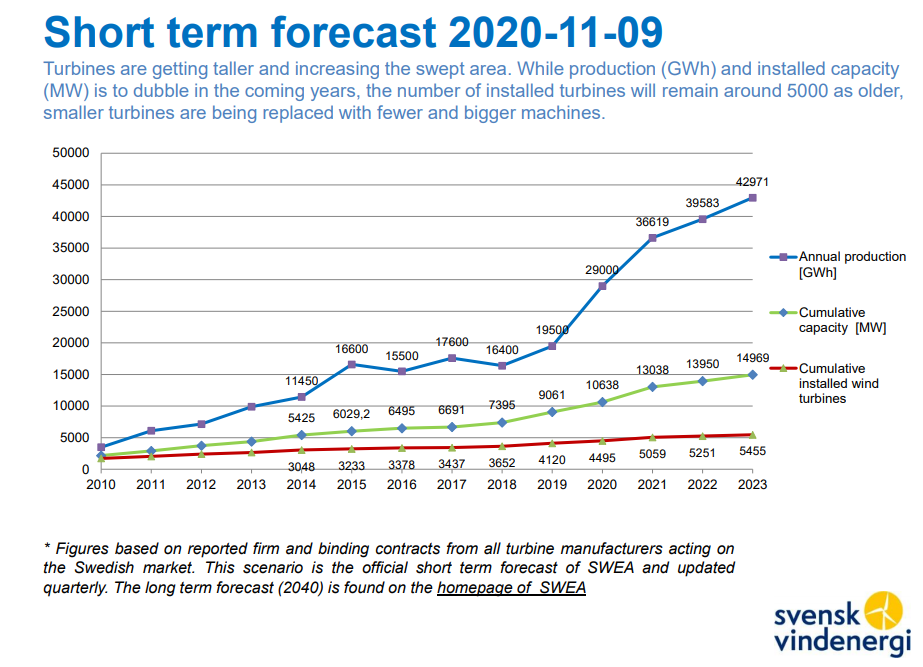 Short term forecast 2020-11-09
Turbines are getting taller and increasing the swept area. While production (GWh) and installed capacity
(MW) is to dubble in the coming years, the number of installed turbines will remain around 5000 as older,
smaller turbines are being replaced with fewer and bigger machines.
50000
45000
40000
35000
30000
25000
20000
15000
10000
5000
0
11450
16600
15500
17600
16400
19500
29000
36619
39583
42971
5425
6029,2
6495
6691
7395
9061
10638
13038
13950
14969
3048
3233
3378
3437
3652
4120
4495
5059
5251
5455
2010 2011 2012 2013 2014 2015 2016 2017 2018 2019 2020 2021 2022 2023
Annual production
[GWh]
Cumulative
capacity [MW]
Cumulative
installed wind
turbines
* Figures based on reported firm and binding contracts from all turbine manufacturers acting on
the Swedish market. This scenario is the official short term forecast of SWEA and updated
quarterly. The long term forecast (2040) is found on the homepage of SWEA
svensk
vindenergi